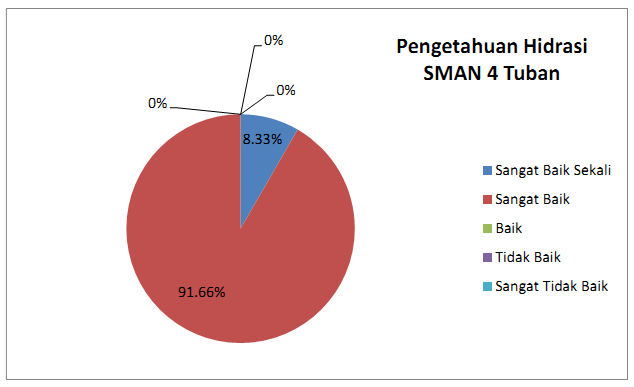 Pengetahuan Hidrasi
SMAN 4 Tuban
0%
0%
0%
8.33%
91.66%
Sangat Baik Sekali
Sangat Baik
Baik
Tidak Baik
Sangat Tidak Baik